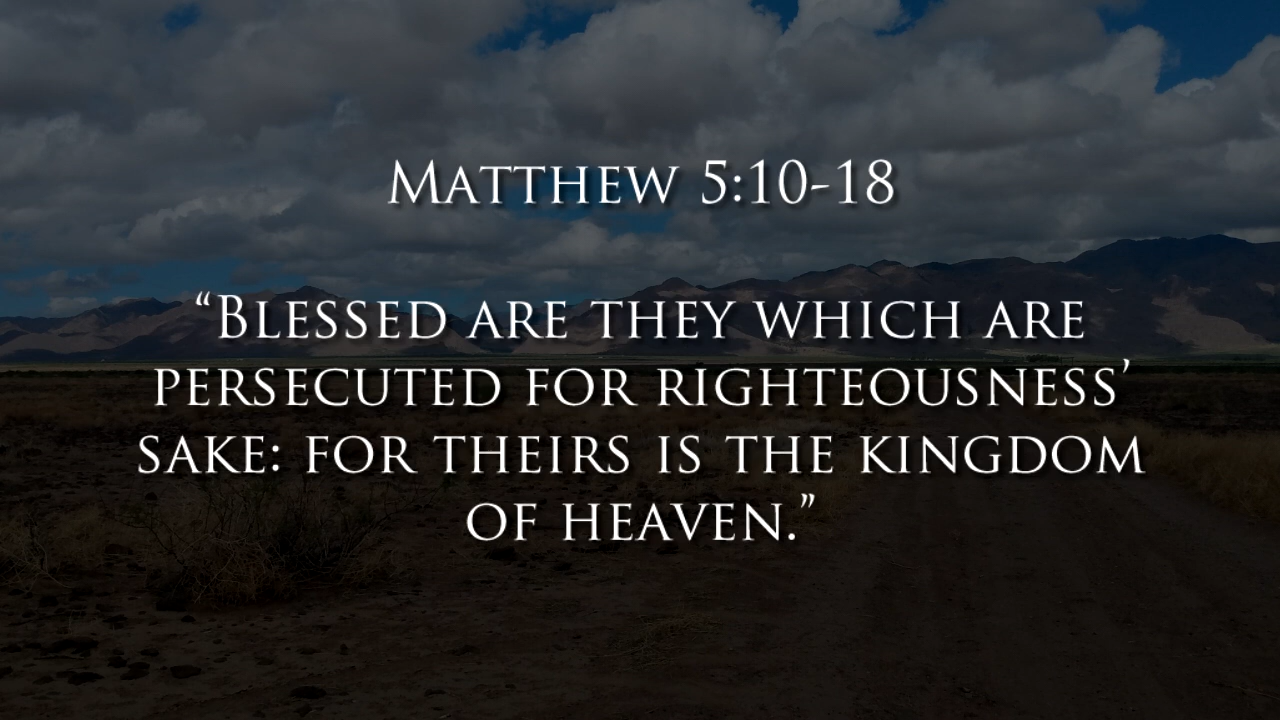 Matthew 5:10-18
“Blessed are they which are
persecuted for righteousness’
sake: for theirs is the kingdom
of heaven.”